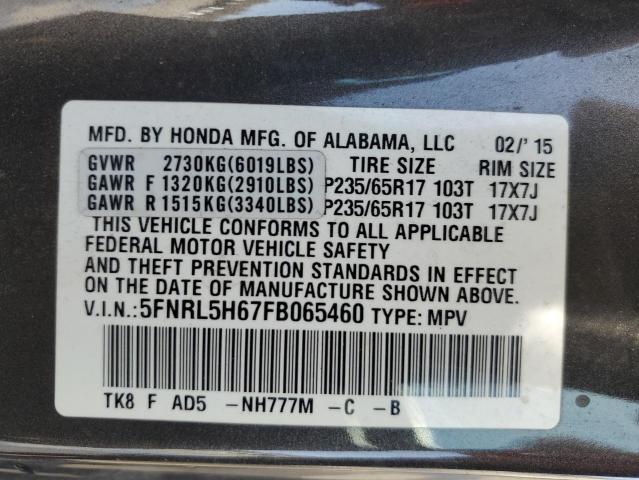 MFD. BY HONDA MFG. OF ALABAMA, LLC 02/'15
GVWR 2730KG(6019LBS) TIRE SIZE RIM SIZE
GAWR F 1320KG(2910LBS) P235/65R17 103T 17X7J
GAWR R 1515KG(3340LBS) P235/65R17 103T 17X7J
THIS VEHICLE CONFORMS TO ALL APPLICABLE
FEDERAL MOTOR VEHICLE SAFETY
AND THEFT PREVENTION STANDARDS IN EFFECT
ON THE DATE OF MANUFACTURE SHOWN ABOVE.
V.I.N.:5FNRL5H67FB065460 TYPE: MPV
TK8 F AD5 -NH777M -C -B